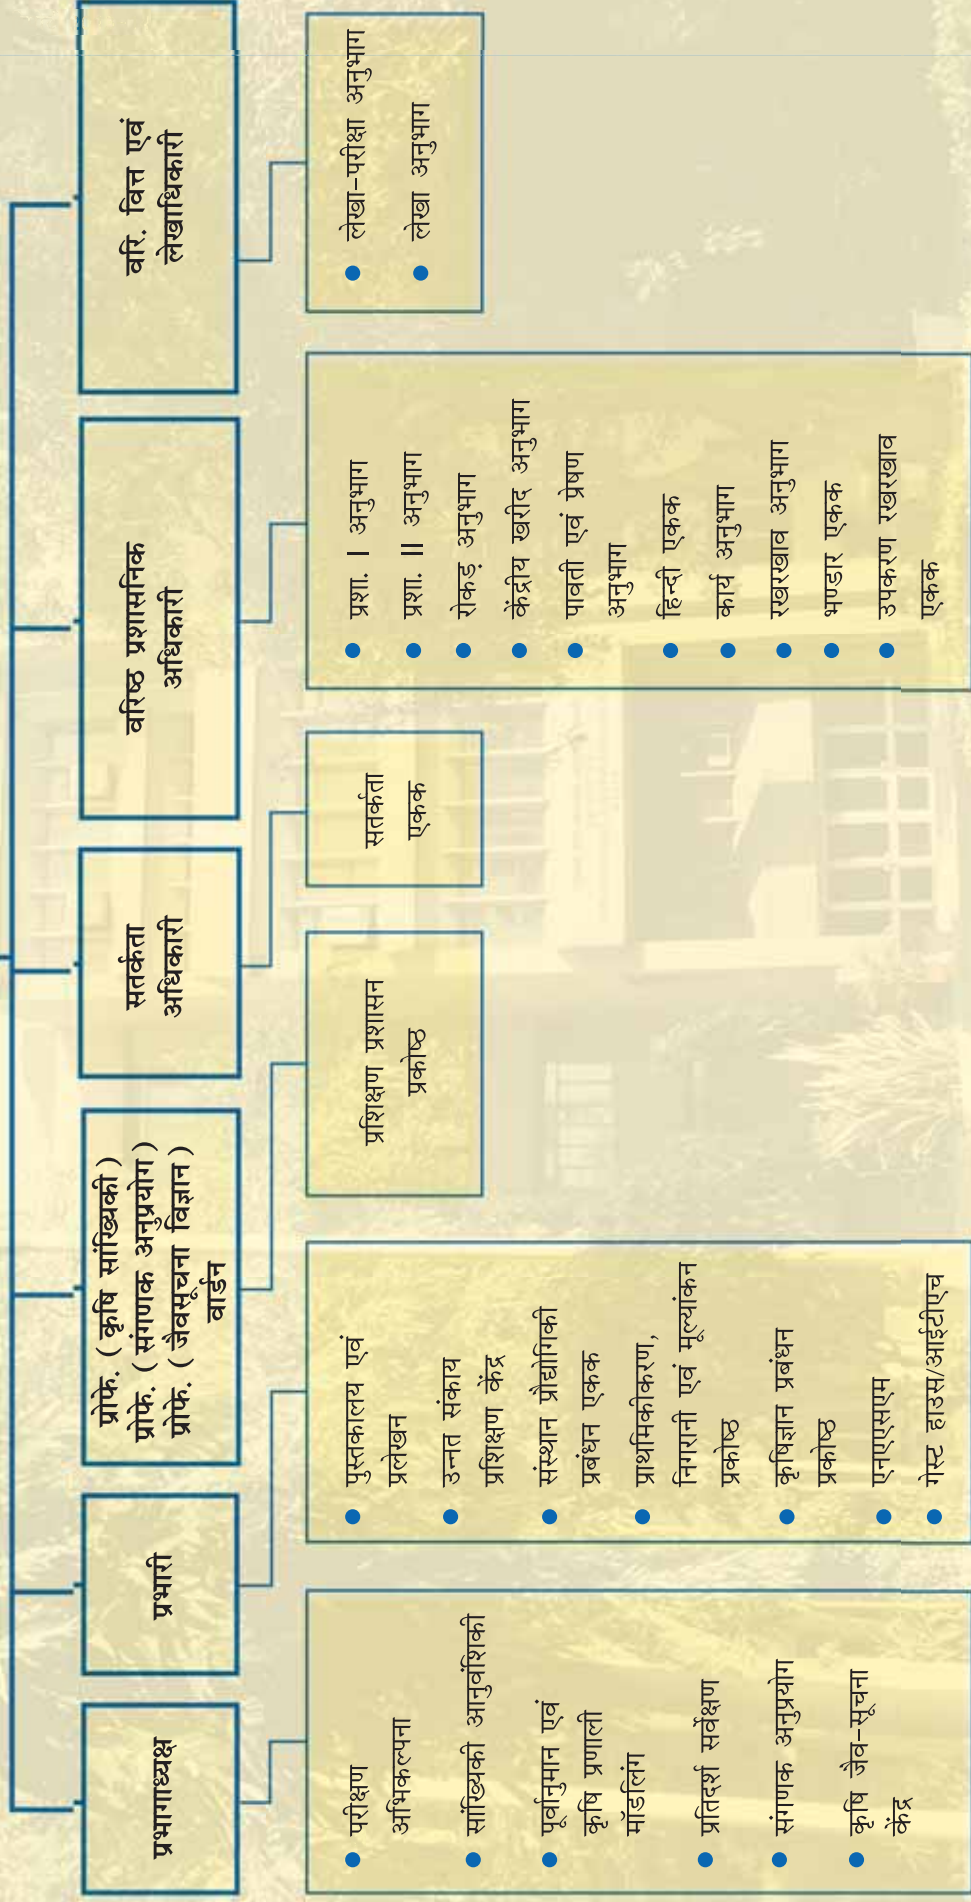 प्रभागाध्यक्ष
परीक्षण
अभिकल्पना
सांख्यिकी आनुवंशिकी
पूर्वानुमान एवं
कृषि प्रणाली
मॉडलिंग
प्रतिदर्श सर्वेक्षण
संगणक अनुप्रयोग
कृषि जैव-सूचना
केंद्र
प्रभारी
पुस्तकालय एवं
प्रलेखन
उन्नत संकाय
प्रशिक्षण केंद्र
संस्थान प्रौद्योगिकी
प्रबंधन एकक
प्राथमिकीकरण,
निगरानी एवं मूल्यांकन
प्रकोष्ठ
कृषिज्ञान प्रबंधन
प्रकोष्ठ
एनएएसएम
गेस्ट हाउस/आईटीएच
प्रोफे. ( कृषि सांख्यिकी )
प्रोफे. ( संगणक अनुप्रयोग )
प्रोफे. ( जैवसूचना विज्ञान )
वार्डन
प्रशिक्षण प्रशासन
प्रकोष्ठ
सतर्कता
अधिकारी
सतर्कता
एकक
वरिष्ठ प्रशासनिक
अधिकारी
प्रशा. I अनुभाग
प्रशा. II अनुभाग
रोकड़ अनुभाग
केंद्रीय खरीद अनुभाग
पावती एवं प्रेषण
अनुभाग
हिन्दी एकक
कार्य अनुभाग
रखरखाव अनुभाग
भण्डार एकक
उपकरण रखरखाव
एकक
वरि. वित्त एवं
लेखाधिकारी
लेखा-परीक्षा अनुभाग
लेखा अनुभाग